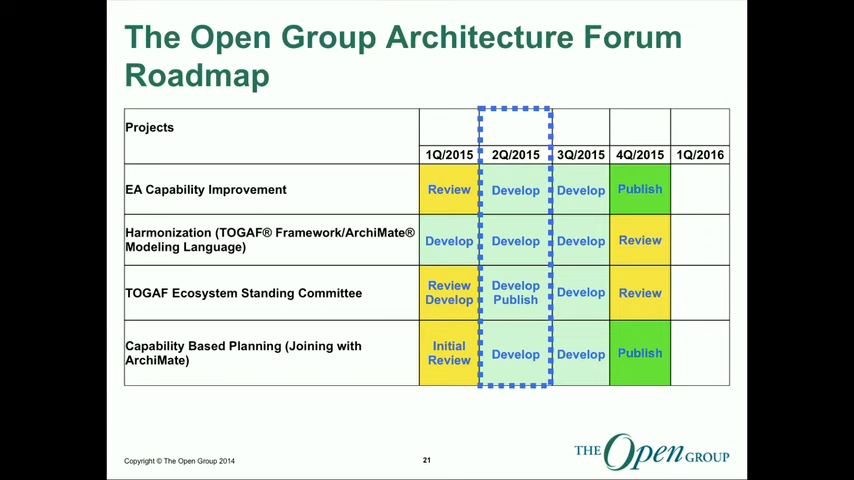 The Open Group Architecture Forum
Roadmap
Projects
1Q/2015 2Q/2015 3Q/2015 4Q/2015 1Q/2016
EA Capability Improvement Review Develop Develop Publish
Harmonization (TOGAF® Framework/ArchiMate®
Modeling Language) Develop Develop Develop Review
TOGAF Ecosystem Standing Committee Review Develop Develop Publish Develop Review
Capability Based Planning (Joining with
ArchiMate) Initial Review Develop Develop Publish
Copyright © The Open Group 2014
21
THE Open GROUP